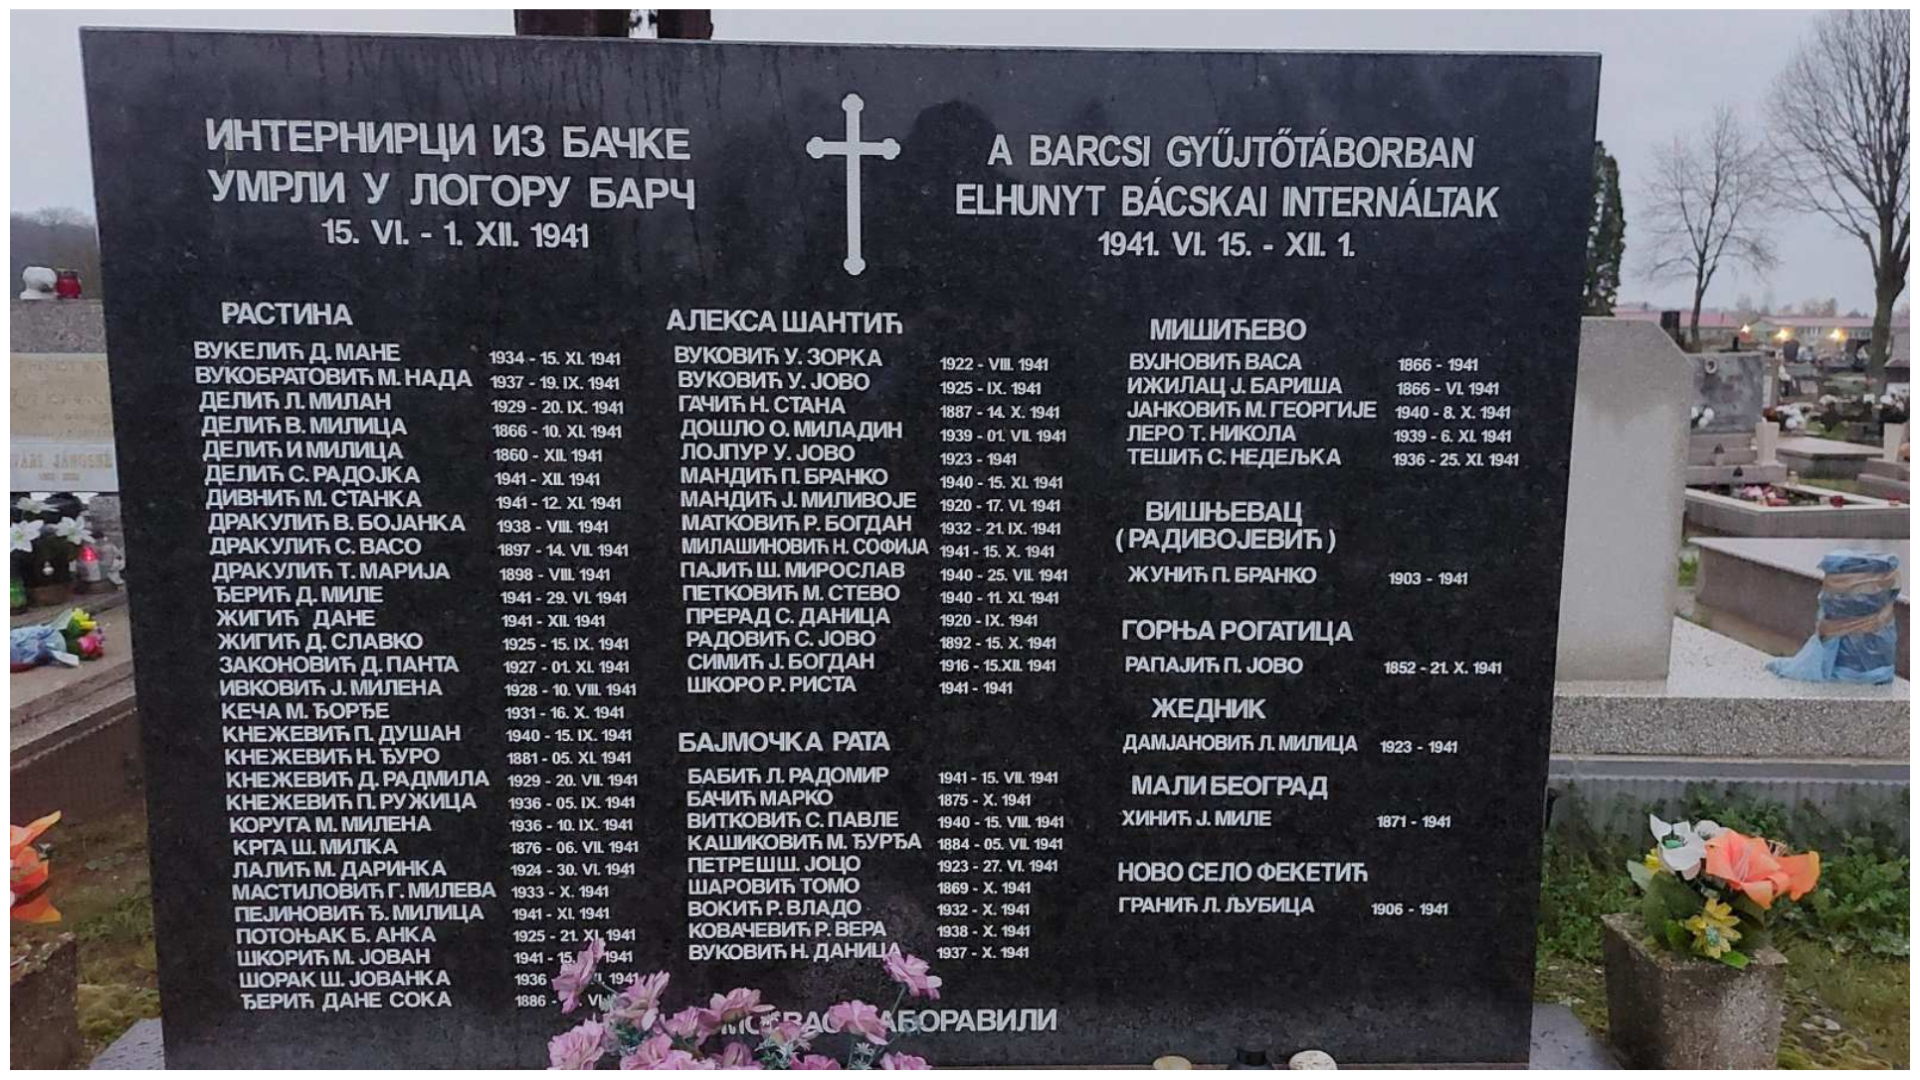 ИНТЕРНИРЦИ ИЗ БАЧКЕ
УМРЛИ У ЛОГОРУ БАРЧ
15. VI. - 1. XII. 1941
A BARCSI GYŰJTŐTÁBORBAN
ELHUNYT BÁCSKAI INTERNÁLTAK
1941. VI. 15. - XII. 1.
РАСТИНА
ВУКЕЛИЋ Д. МАНЕ 1934 - 15. XI. 1941
ВУКОБРАТОВИЋ М. НАДА 1937 - 19. IX. 1941
ДЕЛИЋ Л. МИЛАН 1929 - 20. IX. 1941
ДЕЛИЋ В. МИЛИЦА 1866 - 10. XI. 1941
ДЕЛИЋ И МИЛИЦА 1860 - XII. 1941
ДЕЛИЋ С. РАДОЈКА 1941 - XII. 1941
ДИВНИЋ М. СТАНКА 1941 - 12. XI. 1941
ДРАКУЛИЋ В. БОЈАНКА 1938 - VIII. 1941
ДРАКУЛИЋ С. ВАСО 1897 - 14. VII. 1941
ДРАКУЛИЋ Т. МАРИЈА 1898 - VIII. 1941
ЂЕРИЋ Д. МИЛЕ 1941 - 29. VI. 1941
ЖИГИЋ ДАНЕ 1941 - XII. 1941
ЖИГИЋ Д. СЛАВКО 1925 - 15. IX. 1941
ЗАКОНОВИЋ Д. ПАНТА 1927 - 01. XI. 1941
ИВКОВИЋ Ј. МИЛЕНА 1928 - 10. VIII. 1941
КЕЧА М. ЂОРЂЕ 1931 - 16. X. 1941
КНЕЖЕВИЋ П. ДУШАН 1940 - 15. IX. 1941
КНЕЖЕВИЋ Н. ЂУРО 1881 - 05. XI. 1941
КНЕЖЕВИЋ Д. РАДМИЛА 1929 - 20. VII. 1941
КНЕЖЕВИЋ П. РУЖИЦА 1936 - 05. IX. 1941
КОРУГА М. МИЛЕНА 1936 - 10. IX. 1941
КРГА Ш. МИЛКА 1876 - 06. VII. 1941
ЛАЛИЋ М. ДАРИНКА 1924 - 30. VI. 1941
МАСТИЛОВИЋ Г. МИЛЕВА 1933 - X. 1941
ПЕЈИНОВИЋ Ђ. МИЛИЦА 1941 - XI. 1941
ПОТОЊАК Б. АНКА 1925 - 21. XI. 1941
ШКОРИЋ М. ЈОВАН 1941 - 15. 1941
ШОРАК Ш. ЈОВАНКА 1936 1941
ЂЕРИЋ ДАНЕ СОКА 1886 -
АЛЕКСА ШАНТИЋ
ВУКОВИЋ У. ЗОРКА 1922 - VIII. 1941
ВУКОВИЋ У. ЈОВО 1925 - IX. 1941
ГАЧИЋ Н. СТАНА 1887 - 14. X. 1941
ДОШЛО О. МИЛАДИН 1939 - 01. VII. 1941
ЛОЈПУР У. ЈОВО 1923 - 1941
МАНДИЋ П. БРАНКО 1940 - 15. XI. 1941
МАНДИЋ Ј. МИЛИВОЈЕ 1920 - 17. VI. 1941
МАТКОВИЋ Р. БОГДАН 1932 - 21. IX. 1941
МИЛАШИНОВИЋ Н. СОФИЈА 1941 - 15. X. 1941
ПАЈИЋ Ш. МИРОСЛАВ 1940 - 25. VII. 1941
ПЕТКОВИЋ М. СТЕВО 1940 - 11. XI. 1941
ПРЕРАД С. ДАНИЦА 1920 - IX. 1941
РАДОВИЋ С. ЈОВО 1892 - 15. X. 1941
СИМИЋ Ј. БОГДАН 1916 - 15.XII. 1941
ШКОРО Р. РИСТА 1941 - 1941
БАЈМОЧКА РАТА
БАБИЋ Л. РАДОМИР 1941 - 15. VII. 1941
БАЧИЋ МАРКО 1875 - X. 1941
ВИТКОВИЋ С. ПАВЛЕ 1940 - 15. VIII. 1941
КАШИКОВИЋ М. ЂУРЂА 1884 - 05. VII. 1941
ПЕТРЕШШ. ЈОЦО 1923 - 27. VI. 1941
ШАРОВИЋ ТОМО 1869 - X. 1941
ВОКИЋ Р. ВЛАДО 1932 - X. 1941
КОВАЧЕВИЋ Р. ВЕРА 1938 - X. 1941
ВУКОВИЋ Н. ДАНИЦА 1937 - X. 1941
МИШИЋЕВО
ВУЈНОВИЋ ВАСА 1866 - 1941
ИЖИЛАЦ Ј. БАРИША 1866 - VI. 1941
ЈАНКОВИЋ М. ГЕОРГИЈЕ 1940 - 8. X. 1941
ЛЕРО Т. НИКОЛА 1939 - 6. XI. 1941
ТЕШИЋ С. НЕДЕЉКА 1936 - 25. XI. 1941
ВИШЊЕВАЦ
(РАДИВОЈЕВИЋ)
ЖУНИЋ П. БРАНКО 1903 - 1941
ГОРЊА РОГАТИЦА
РАПАЈИЋ П. ЈОВО 1852 - 21. X. 1941
ЖЕДНИК
ДАМЈАНОВИЋ Л. МИЛИЦА 1923 - 1941
МАЛИ БЕОГРАД
ХИНИЋ Ј. МИЛЕ 1871 - 1941
НОВО СЕЛО ФЕКЕТИЋ
ГРАНИЋ Л. ЉУБИЦА 1906 - 1941